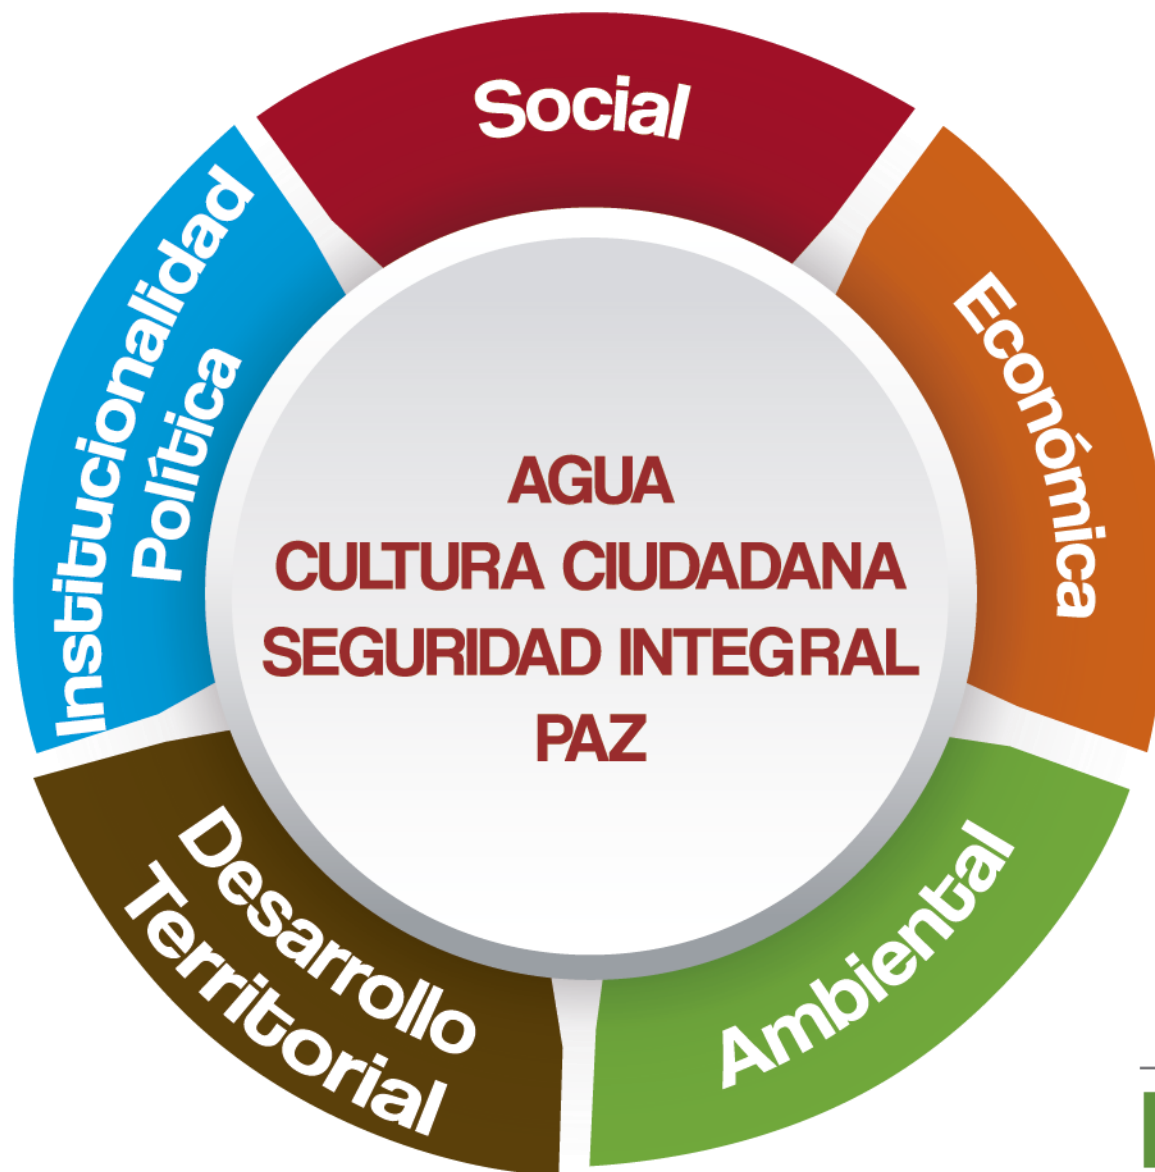 Social
Económica
Ambiental
Desarrollo
Territorial
Institucionalidad
Política
AGUA
CULTURA CIUDADANA
SEGURIDAD INTEGRAL
PAZ